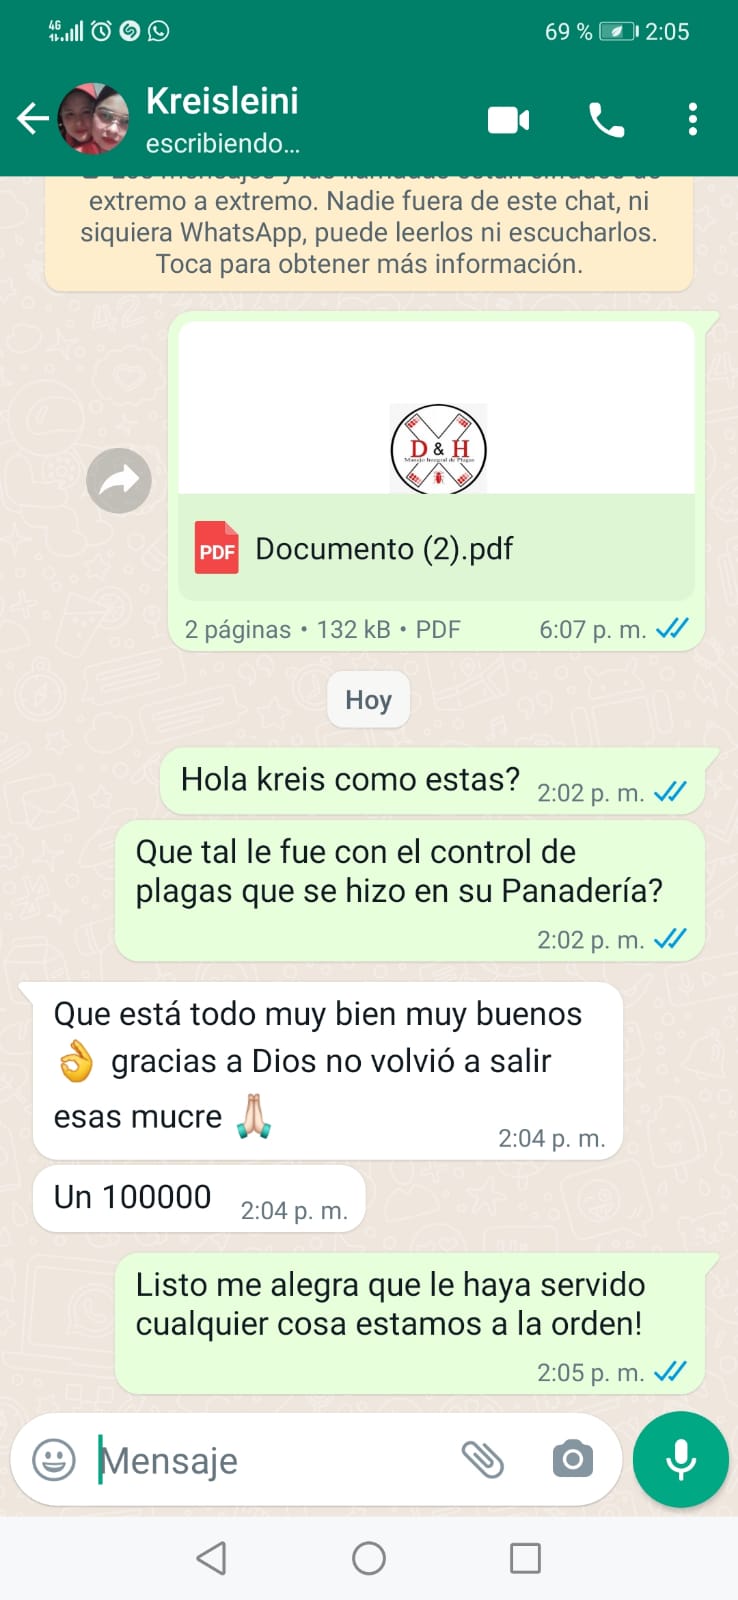 4G
69 % 2:05
Kreisleini
escribiendo...
extremo a extremo. Nadie fuera de este chat, ni
siquiera WhatsApp, puede leerlos ni escucharlos.
Toca para obtener más información.
D & H
Manejo Integral de Plagas
PDF
Documento (2).pdf
2 páginas • 132 kB • PDF
6:07 p. m.
Hoy
Hola kreis como estas?
2:02 p. m.
Que tal le fue con el control de
plagas que se hizo en su Panadería?
2:02 p. m.
Que está todo muy bien muy buenos
👌 gracias a Dios no volvió a salir
esas mucre 🙏🏻
2:04 p. m.
Un 100000
2:04 p. m.
Listo me alegra que le haya servido
cualquier cosa estamos a la orden!
2:05 p. m.
Mensaje